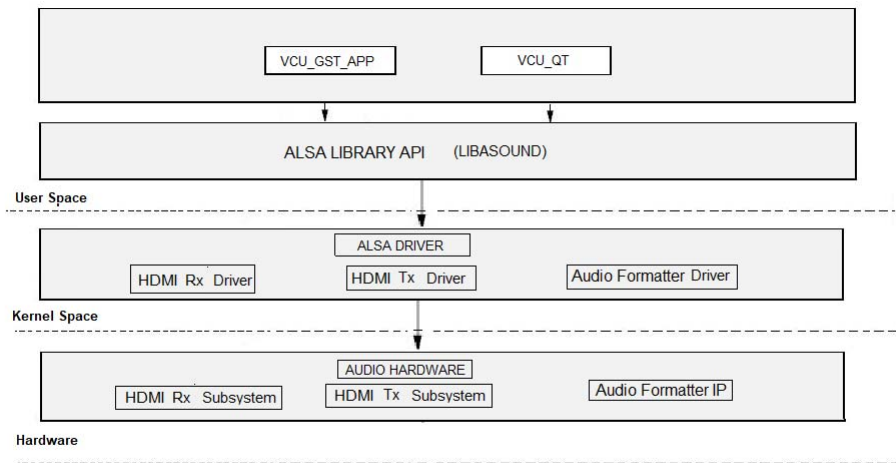 VCU_GST_APP
VCU_QT
ALSA LIBRARY API (LIBASOUND)
User Space
ALSA DRIVER
HDMI Rx Driver
HDMI Tx Driver
Audio Formatter Driver
Kernel Space
AUDIO HARDWARE
HDMI Rx Subsystem
HDMI Tx Subsystem
Audio Formatter IP
Hardware